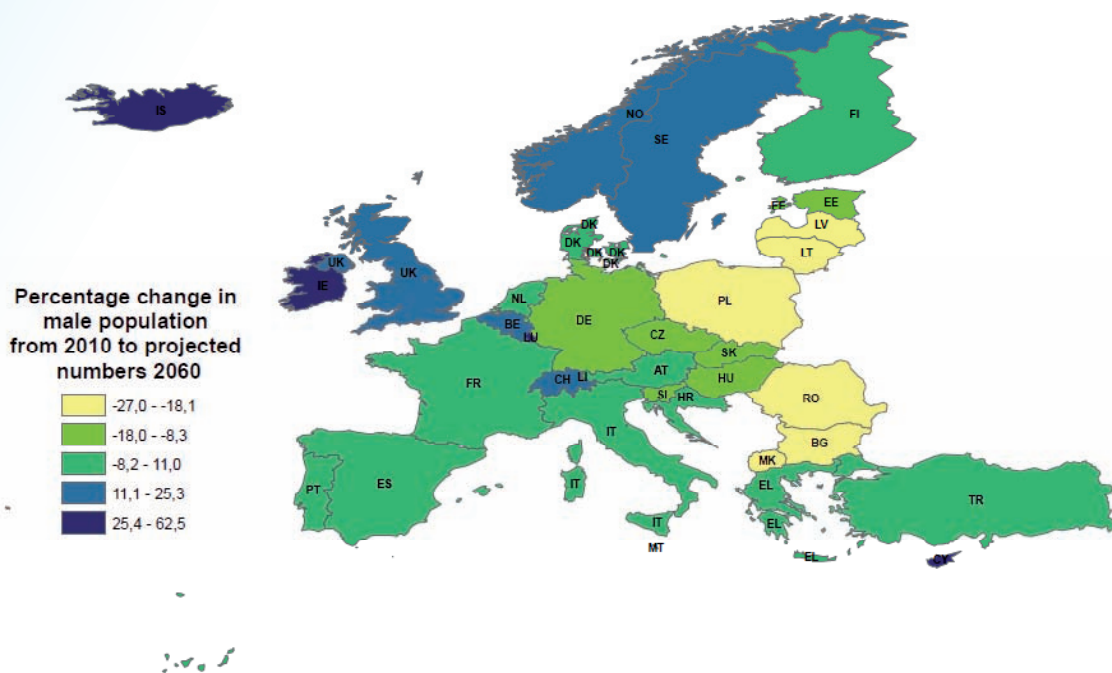 IS
NO
SE
FI
EE
EE
LV
LT
DK
DK
DK
DK
DK
UK
UK
IE
NL
BE
LU
DE
PL
CZ
SK
AT
HU
CH
LI
FR
SI
HR
RO
BG
MK
IT
IT
IT
MT
PT
ES
EL
EL
EL
TR
CY
Percentage change in
male population
from 2010 to projected
numbers 2060
-27,0 - -18,1
-18,0 - -8,3
-8,2 - 11,0
11,1 - 25,3
25,4 - 62,5